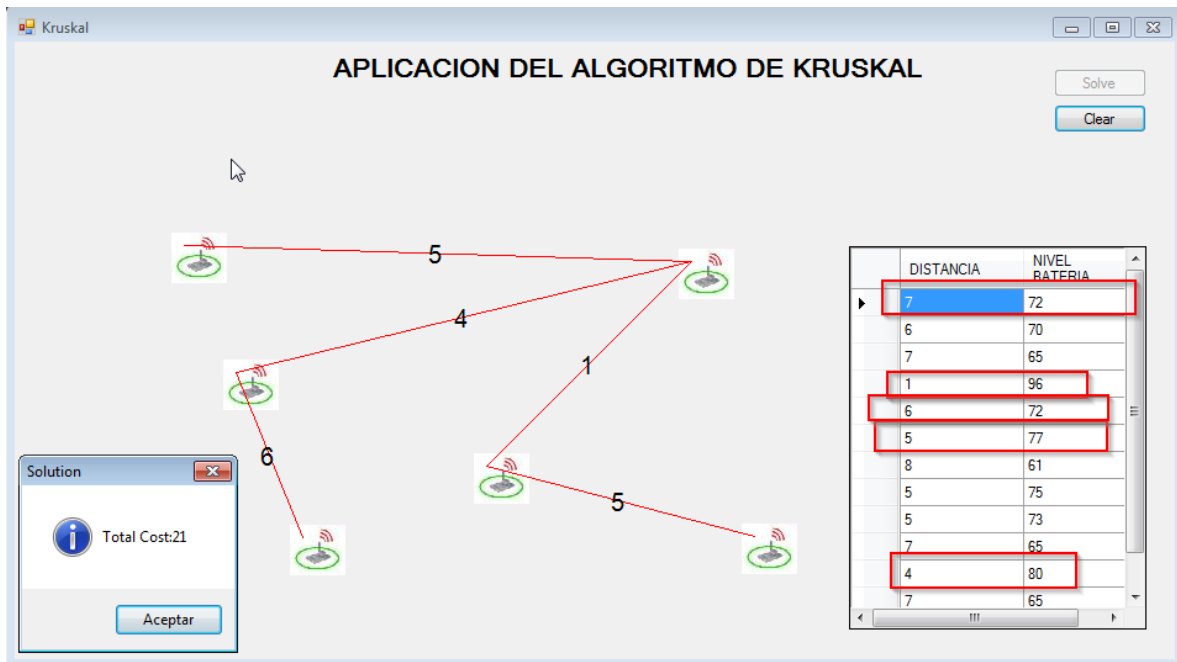 Kruskal
APLICACION DEL ALGORITMO DE KRUSKAL
Solve
Clear
5
4
1
6
5
DISTANCIA NIVEL BATERIA
7 72
6 70
7 65
1 96
6 72
5 77
8 61
5 75
5 73
7 65
4 80
7 65
Solution
Total Cost:21
Aceptar